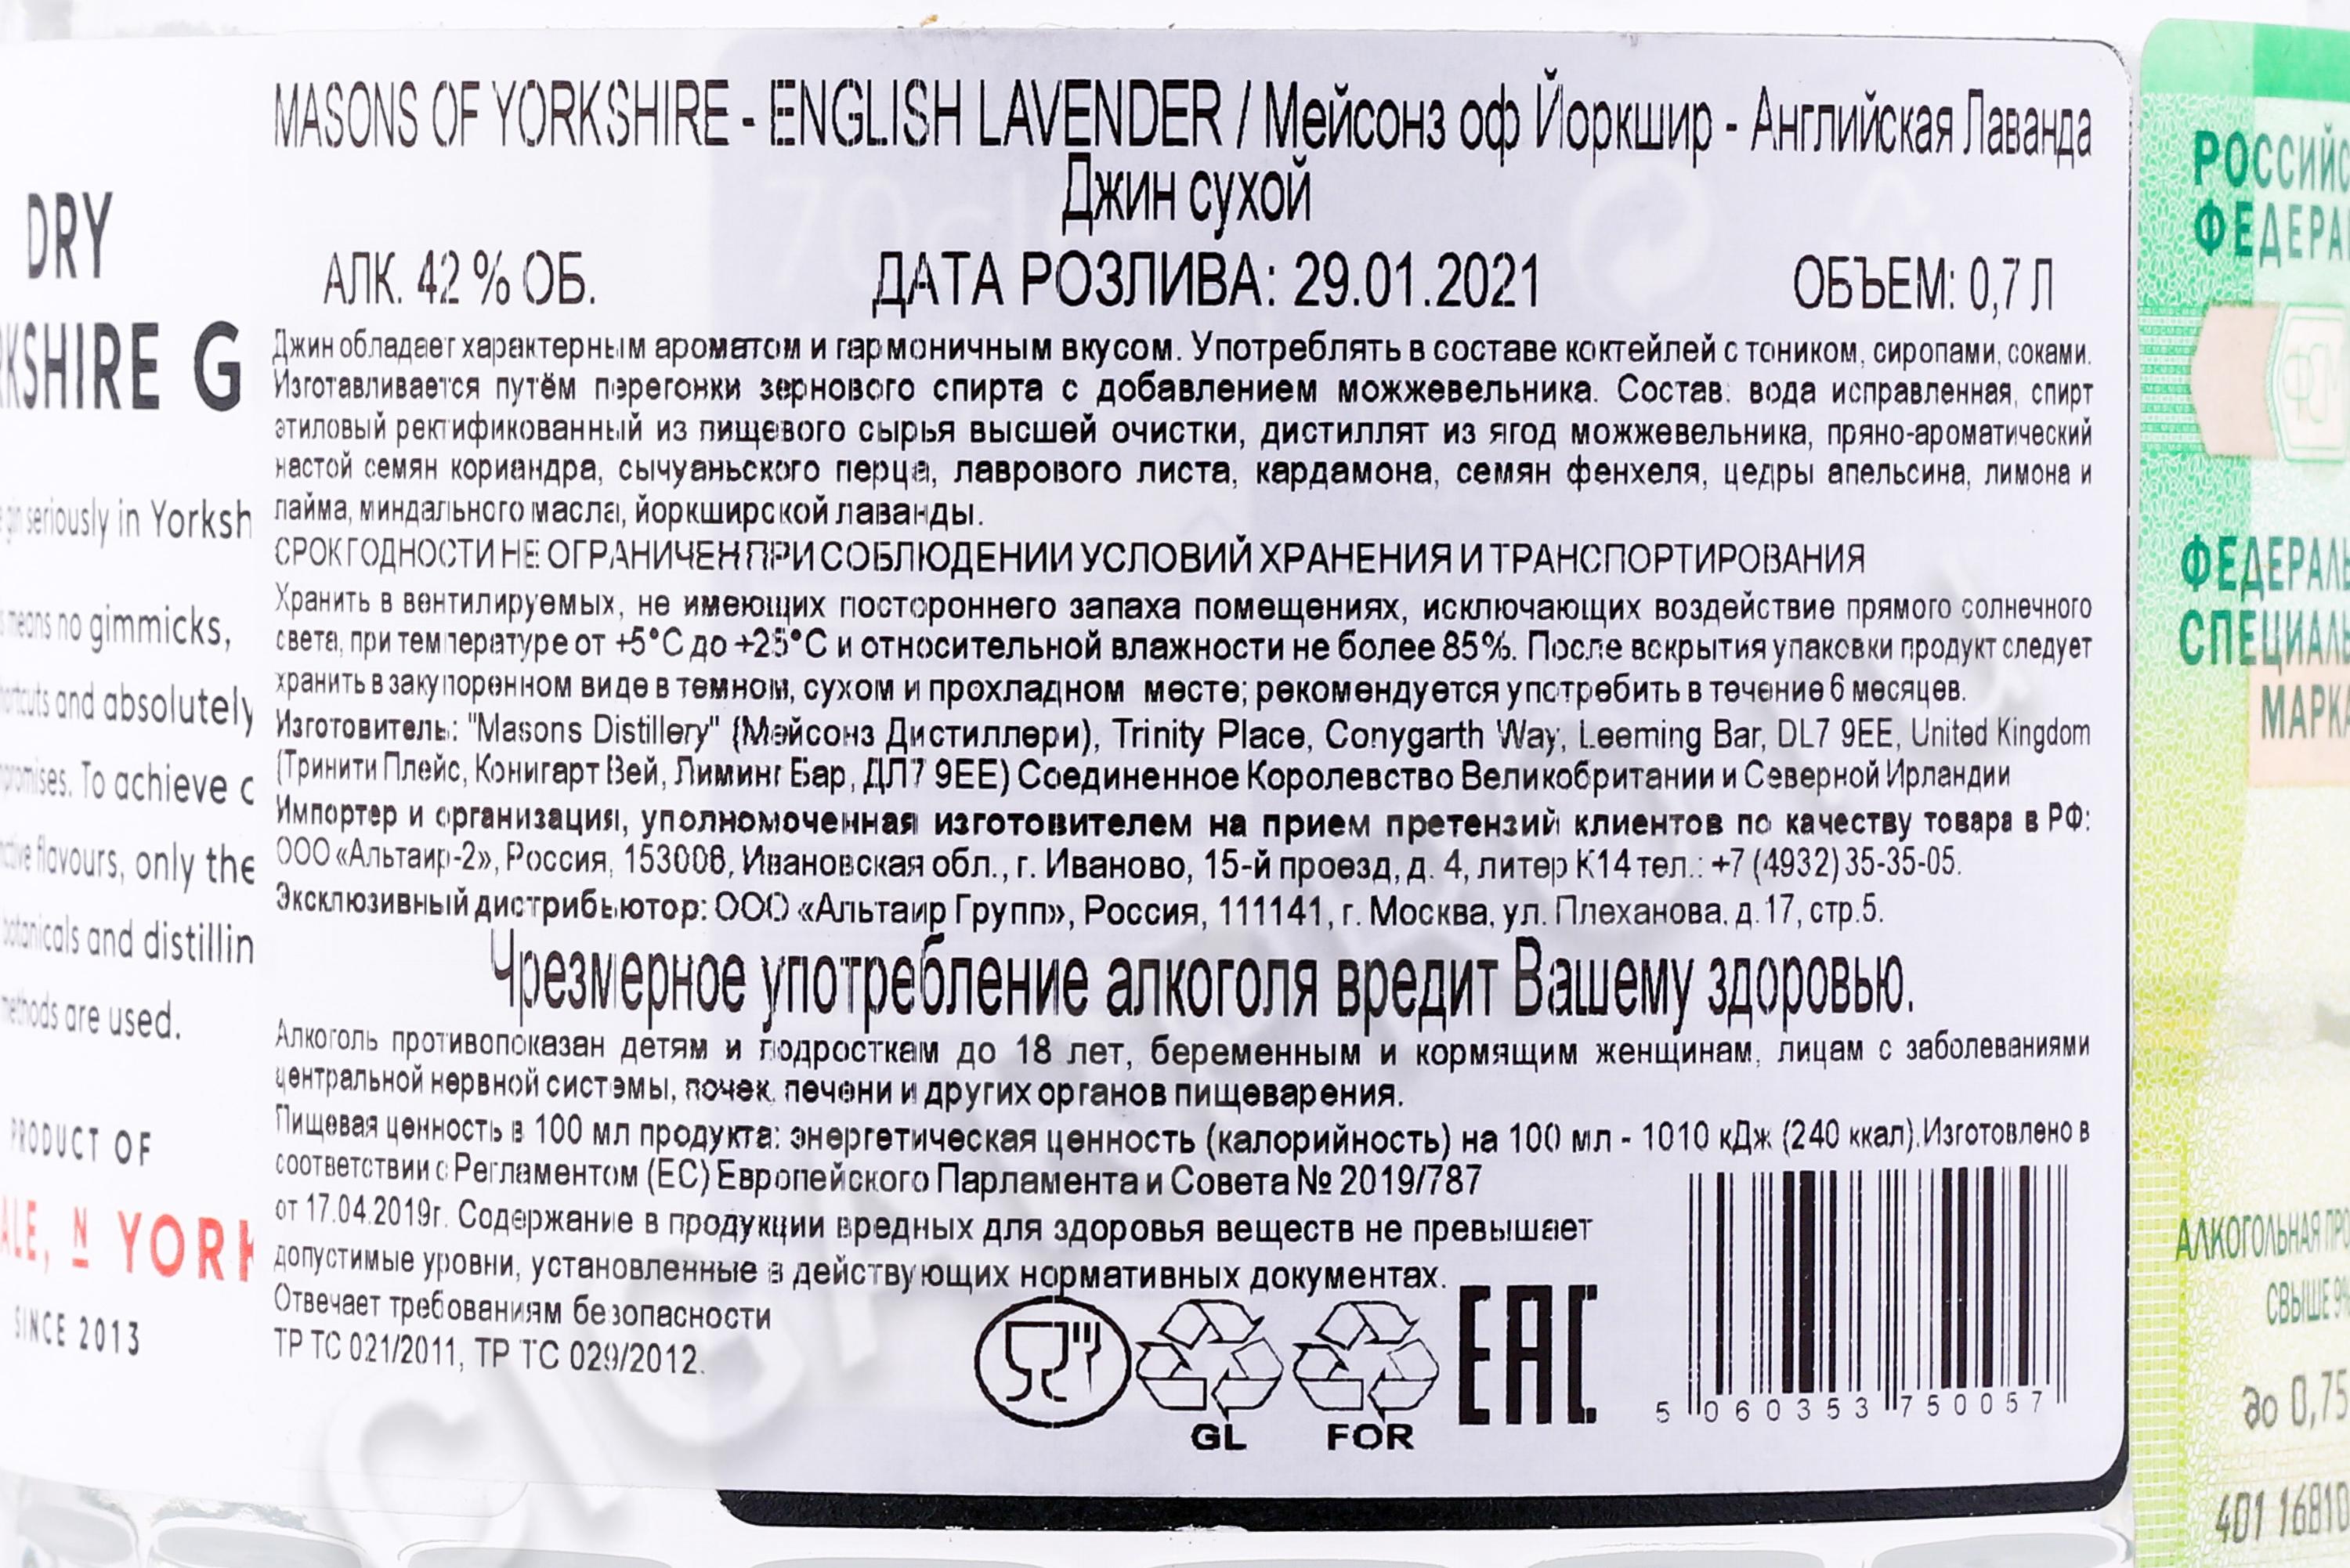 DRY
KSHIRE G
seriously in Yorksh
means no gimmicks,
and absolutely
To achieve
flavours, only the
and distillin
methods are used.
PRODUCT OF
ALE, N YORK
SINCE 2013
MASONS OF YORKSHIRE - ENGLISH LAVENDER / Мейсонз оф Йоркшир - Английская Лаванда
Джин сухой
АЛК. 42 % ОБ. ДАТА РОЗЛИВА: 29.01.2021 ОБЪЕМ: 0,7 Л
Джин обладает характерным ароматом и гармоничным вкусом. Употреблять в составе коктейлей с тоником, сиропами, соками.
Изготавливается путём перегонки зернового спирта с добавлением можжевельника. Состав: вода исправленная, спирт
этиловый ректификованный из пищевого сырья высшей очистки, дистиллят из ягод можжевельника, пряно-ароматический
настой семян кориандра, сычуаньского перца, лаврового листа, кардамона, семян фенхеля, цедры апельсина, лимона и
лайма, миндального масла, йоркширской лаванды.
СРОК ГОДНОСТИ НЕ ОГРАНИЧЕН ПРИ СОБЛЮДЕНИИ УСЛОВИЙ ХРАНЕНИЯ И ТРАНСПОРТИРОВАНИЯ
Хранить в вентилируемых, не имеющих постороннего запаха помещениях, исключающих воздействие прямого солнечного
света, при температуре от +5°С до +25°С и относительной влажности не более 85%. После вскрытия упаковки продукт следует
хранить в закупоренном виде в темном, сухом и прохладном месте; рекомендуется употребить в течение 6 месяцев.
Изготовитель: "Masons Distillery" (Мейсонз Дистиллери), Trinity Place, Conygarth Way, Leeming Bar, DL7 9EE, United Kingdom
(Тринити Плейс, Конигарт Вей, Лиминг Бар, ДЛ7 9ЕЕ) Соединенное Королевство Великобритании и Северной Ирландии
Импортер и организация, уполномоченная изготовителем на прием претензий клиентов по качеству товара в РФ:
ООО «Альтаир-2», Россия, 153008, Ивановская обл., г. Иваново, 15-й проезд, д. 4, литер К14 тел.: +7 (4932) 35-35-05.
Эксклюзивный дистрибьютор: ООО «Альтаир Групп», Россия, 111141, г. Москва, ул. Плеханова, д. 17, стр.5.
Чрезмерное употребление алкоголя вредит Вашему здоровью.
Алкоголь противопоказан детям и подросткам до 18 лет, беременным и кормящим женщинам, лицам с заболеваниями
центральной нервной системы, почек, печени и других органов пищеварения.
Пищевая ценность в 100 мл продукта: энергетическая ценность (калорийность) на 100 мл - 1010 кДж (240 ккал).Изготовлено в
соответствии с Регламентом (ЕС) Европейского Парламента и Совета № 2019/787
от 17.04.2019г. Содержание в продукции вредных для здоровья веществ не превышает
допустимые уровни, установленные в действующих нормативных документах.
Отвечает требованиям безопасности
ТР ТС 021/2011, ТР ТС 029/2012.
GL FOR
EAC
5 060353 750057
РОССИЙС
ФЕДЕРА
ФЕДЕРАЛЬ
СПЕЦИАЛЬ
МАРК
АЛКОГОЛЬНАЯ ПРО
СВЫШЕ 9%
до 0,75
401 16810